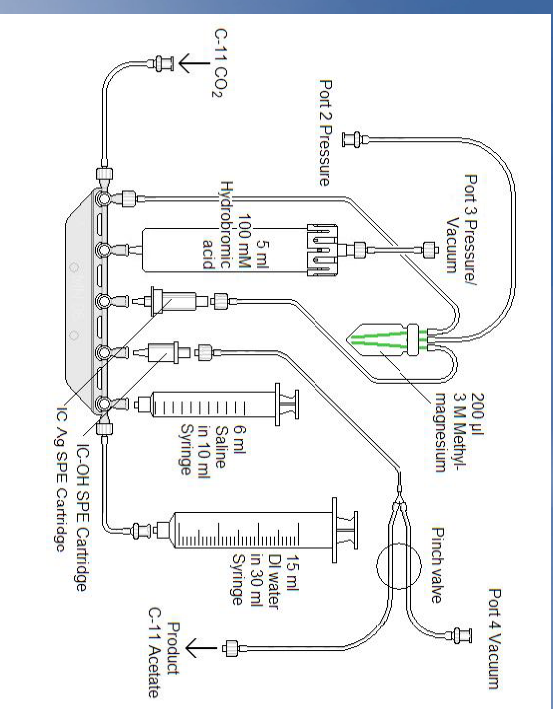 C-11 CO2
Port 2 Pressure
Port 3 Pressure/
Vacuum
5 ml
100 mM
Hydrobromic
acid
200 µl
3 M Methyl-
magnesium
6 ml
Saline
in 10 ml
Syringe
IC-OH SPE Cartridge
IC Ag SPE Cartridge
15 ml
DI water
in 30 ml
Syringe
Pinch valve
Port 4 Vacuum
Product
C-11 Acetate